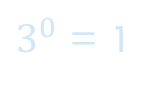 3⁰ = 1